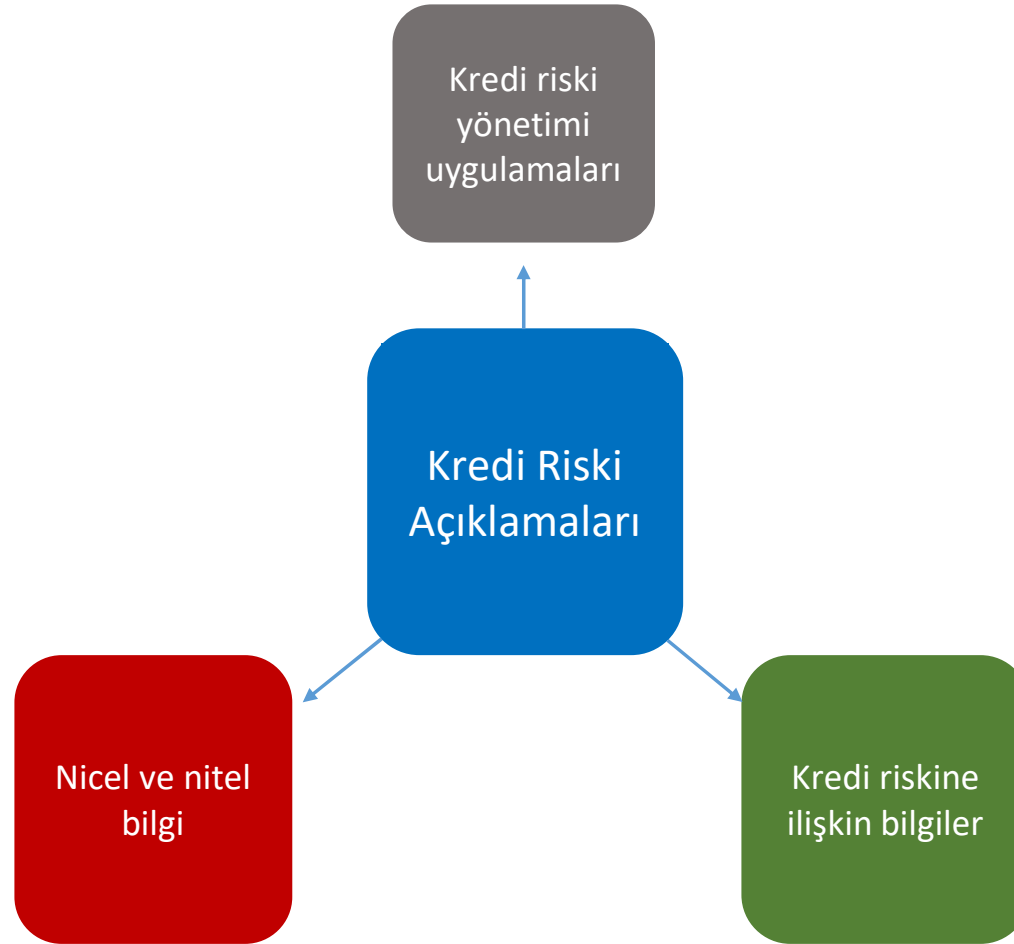 Kredi riski
yönetimi
uygulamaları
Kredi Riski
Açıklamaları
Nicel ve nitel
bilgi
Kredi riskine
ilişkin bilgiler